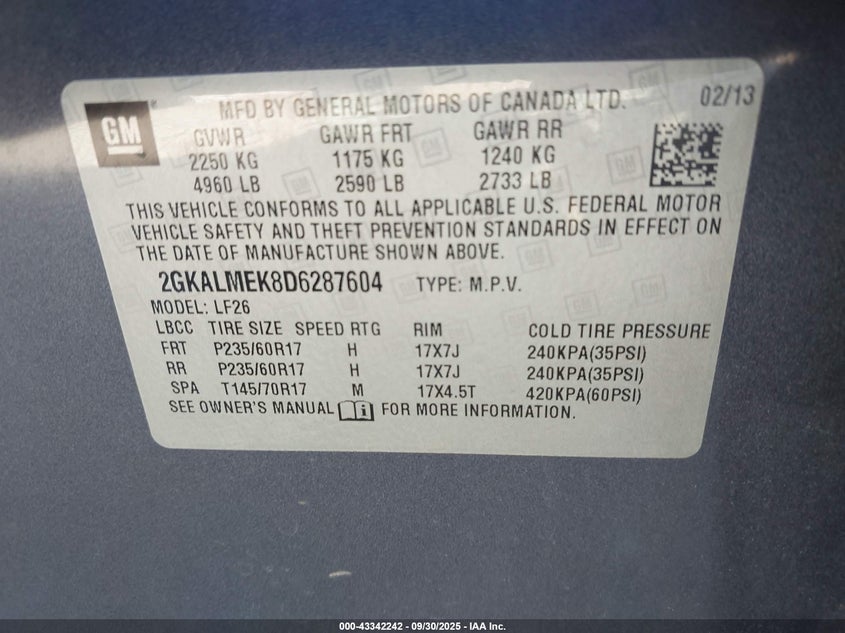 GM
MFD BY GENERAL MOTORS OF CANADA LTD. 02/13
GVWR GAWR FRT GAWR RR
2250 KG 1175 KG 1240 KG
4960 LB 2590 LB 2733 LB
THIS VEHICLE CONFORMS TO ALL APPLICABLE U.S. FEDERAL MOTOR
VEHICLE SAFETY AND THEFT PREVENTION STANDARDS IN EFFECT ON
THE DATE OF MANUFACTURE SHOWN ABOVE.
2GKALMEK8D6287604 TYPE: M.P.V.
MODEL: LF26
LBCC TIRE SIZE SPEED RTG RIM COLD TIRE PRESSURE
FRT P235/60R17 H 17X7J 240KPA(35PSI)
RR P235/60R17 H 17X7J 240KPA(35PSI)
SPA T145/70R17 M 17X4.5T 420KPA(60PSI)
SEE OWNER'S MANUAL FOR MORE INFORMATION.
000-43342242 - 09/30/2025 - IAA Inc.